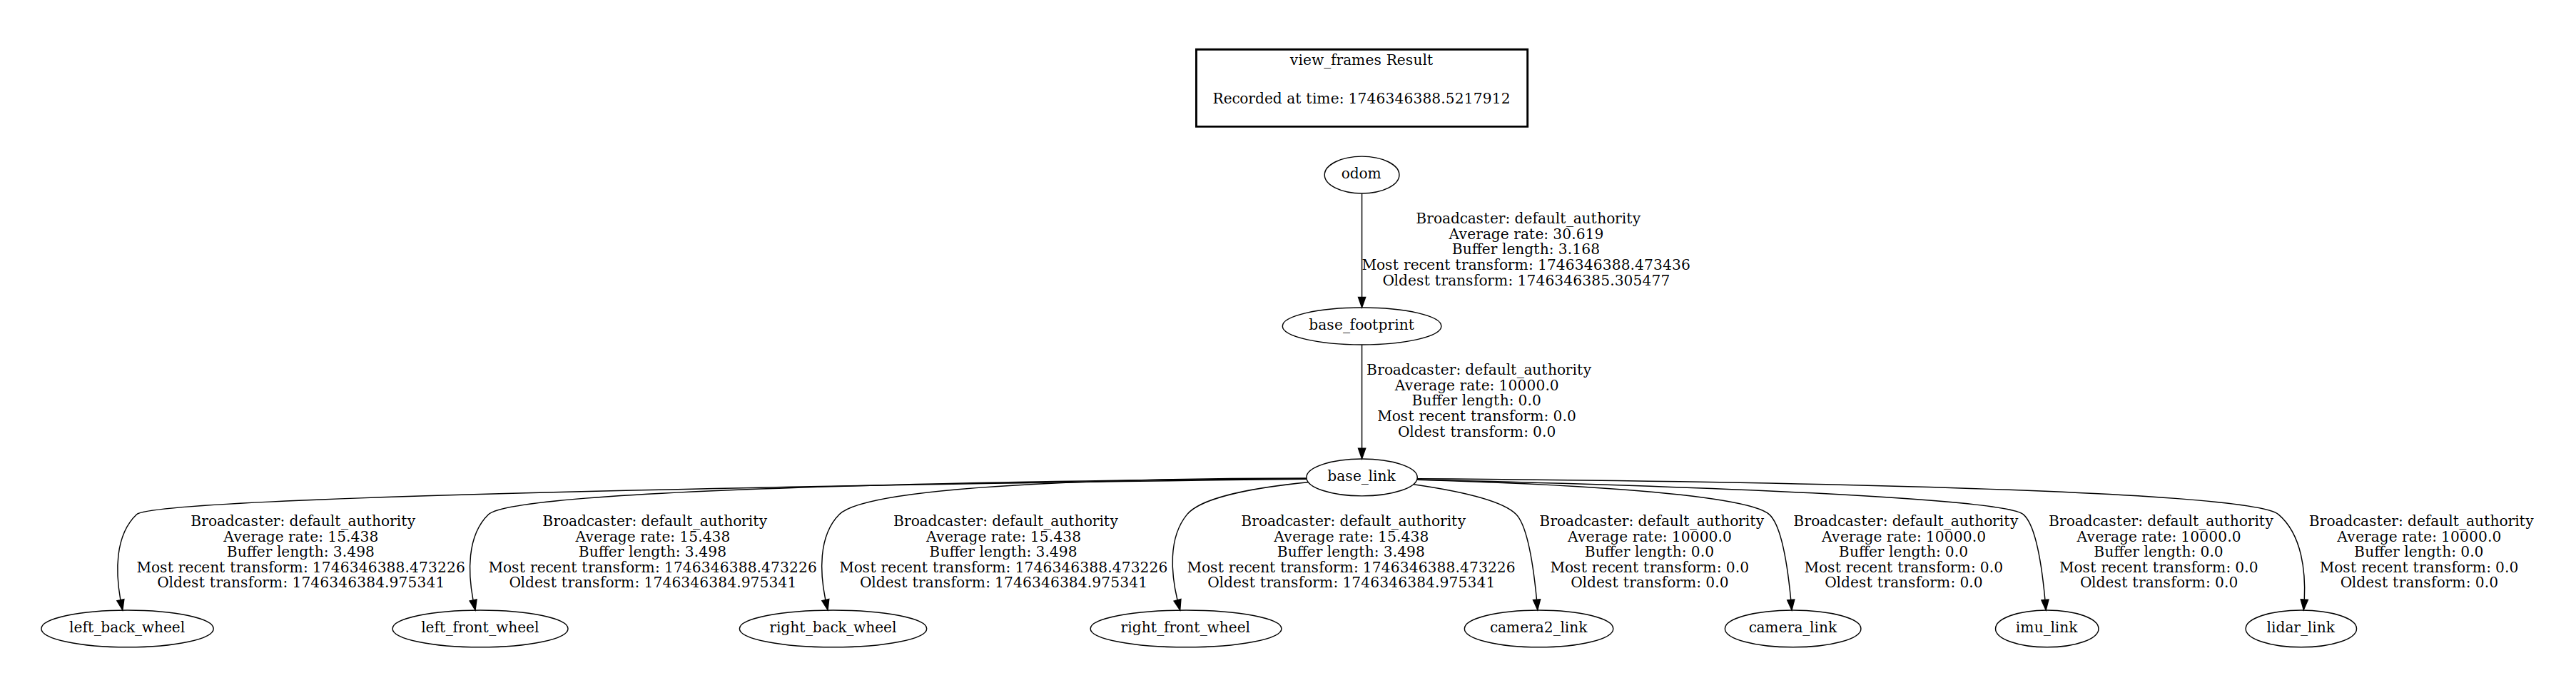 view_frames Result
Recorded at time: 1746346388.5217912
odom
Broadcaster: default_authority
Average rate: 30.619
Buffer length: 3.168
Most recent transform: 1746346388.473436
Oldest transform: 1746346385.305477
base_footprint
Broadcaster: default_authority
Average rate: 10000.0
Buffer length: 0.0
Most recent transform: 0.0
Oldest transform: 0.0
base_link
Broadcaster: default_authority
Average rate: 15.438
Buffer length: 3.498
Most recent transform: 1746346388.473226
Oldest transform: 1746346384.975341
Broadcaster: default_authority
Average rate: 15.438
Buffer length: 3.498
Most recent transform: 1746346388.473226
Oldest transform: 1746346384.975341
Broadcaster: default_authority
Average rate: 15.438
Buffer length: 3.498
Most recent transform: 1746346388.473226
Oldest transform: 1746346384.975341
Broadcaster: default_authority
Average rate: 15.438
Buffer length: 3.498
Most recent transform: 1746346388.473226
Oldest transform: 1746346384.975341
Broadcaster: default_authority
Average rate: 10000.0
Buffer length: 0.0
Most recent transform: 0.0
Oldest transform: 0.0
Broadcaster: default_authority
Average rate: 10000.0
Buffer length: 0.0
Most recent transform: 0.0
Oldest transform: 0.0
Broadcaster: default_authority
Average rate: 10000.0
Buffer length: 0.0
Most recent transform: 0.0
Oldest transform: 0.0
Broadcaster: default_authority
Average rate: 10000.0
Buffer length: 0.0
Most recent transform: 0.0
Oldest transform: 0.0
left_back_wheel
left_front_wheel
right_back_wheel
right_front_wheel
camera2_link
camera_link
imu_link
lidar_link